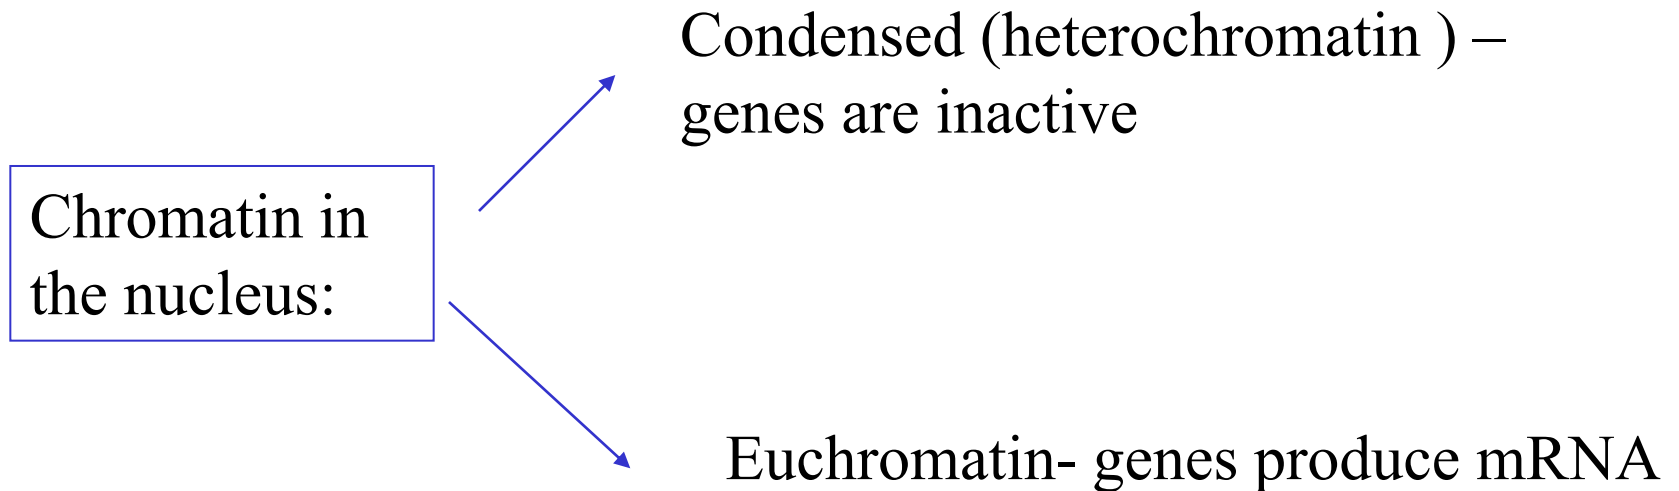 Condensed (heterochromatin ) –
genes are inactive
Chromatin in
the nucleus:
Euchromatin- genes produce mRNA